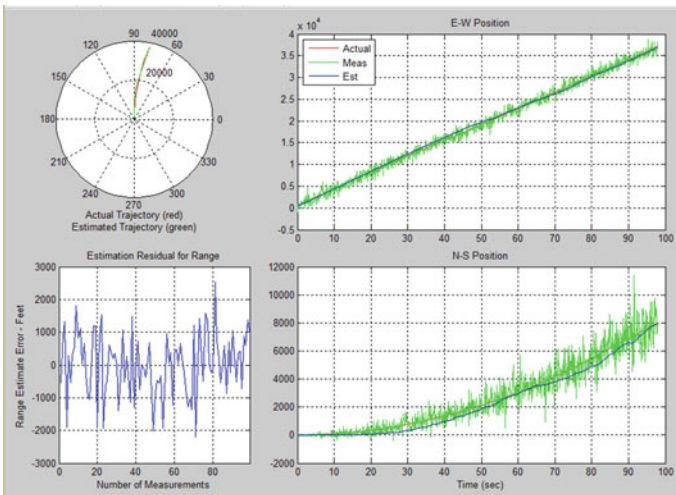 90 40000
120 60
150 20000 30
180 0
210 330
240 300
270
Actual Trajectory (red)
Estimated Trajectory (green)
E-W Position
x 10^4
4
3.5
3
2.5
2
1.5
1
0.5
0
-0.5
Actual
Meas
Est
0 10 20 30 40 50 60 70 80 90 100
Estimation Residual for Range
Range Estimate Error - Feet
3000
2000
1000
0
-1000
-2000
-3000
0 20 40 60 80
Number of Measurements
N-S Position
12000
10000
8000
6000
4000
2000
0
-2000
0 10 20 30 40 50 60 70 80 90 100
Time (sec)